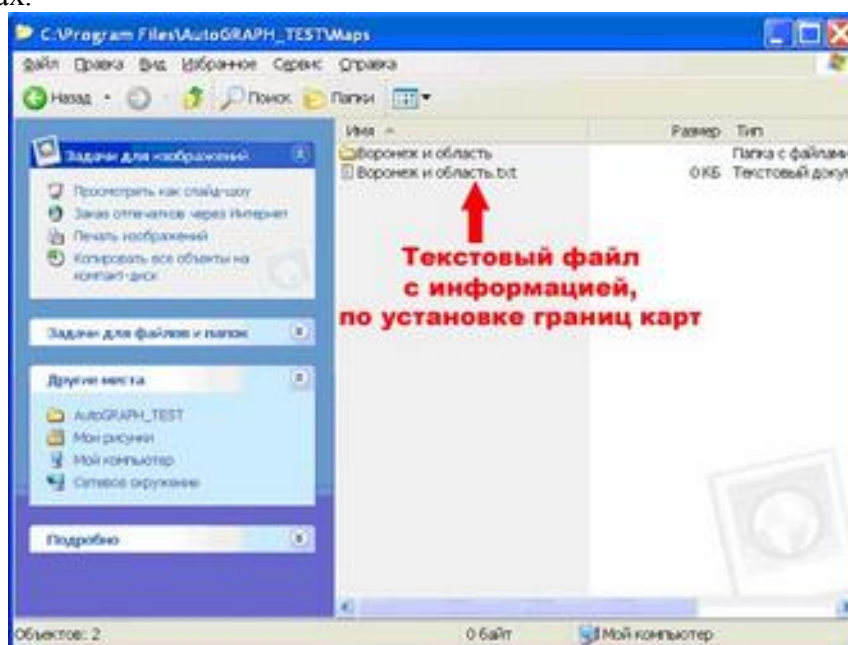 ах.
C:\Program Files\AutoGRAPH_TEST\Maps
Файл Правка Вид Избранное Сервис Справка
Назад Поиск Папки
Имя Размер Тип
Задачи для изображений
Воронеж и область Папка с файлами
Воронеж и область.txt 0 КБ Текстовый доку
Просмотреть как слайд-шоу
Заказ отпечатков через Интернет
Печать изображений
Копировать все объекты на
компакт-диск
Текстовый файл
с информацией,
по установке границ карт
Задачи для файлов и папок
Другие места
AutoGRAPH_TEST
Мои рисунки
Мой компьютер
Сетевое окружение
Подробно
Объектов: 2 0 байт Мой компьютер